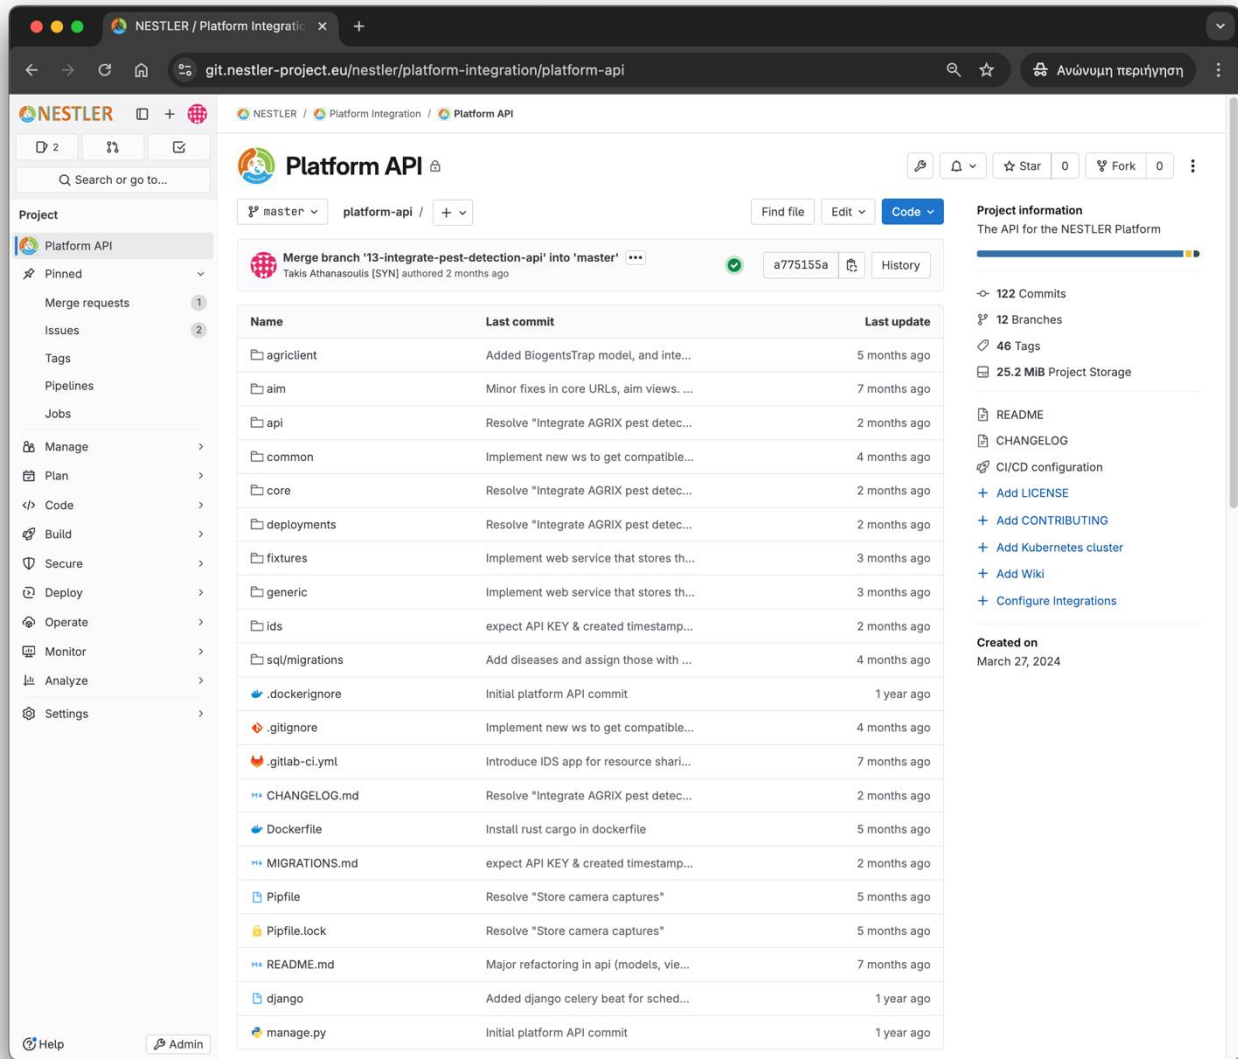 NESTLER / Platform Integratio
git.nestler-project.eu/nestler/platform-integration/platform-api
Ανώνυμη περιήγηση
NESTLER
NESTLER / Platform Integration / Platform API
2
Search or go to...
Project
Platform API
Pinned
Merge requests 1
Issues 2
Tags
Pipelines
Jobs
Manage
Plan
Code
Build
Secure
Deploy
Operate
Monitor
Analyze
Settings
Help
Admin
Platform API
Star 0
Fork 0
master
platform-api /
Find file
Edit
Code
Merge branch '13-integrate-pest-detection-api' into 'master'
Takis Athanasoulis [SYN] authored 2 months ago
a775155a
History
Name Last commit Last update
agriclient Added BiogentsTrap model, and inte... 5 months ago
aim Minor fixes in core URLs, aim views. ... 7 months ago
api Resolve "Integrate AGRIX pest detec... 2 months ago
common Implement new ws to get compatible... 4 months ago
core Resolve "Integrate AGRIX pest detec... 2 months ago
deployments Resolve "Integrate AGRIX pest detec... 2 months ago
fixtures Implement web service that stores th... 3 months ago
generic Implement web service that stores th... 3 months ago
ids expect API KEY & created timestamp... 2 months ago
sql/migrations Add diseases and assign those with ... 4 months ago
.dockerignore Initial platform API commit 1 year ago
.gitignore Implement new ws to get compatible... 4 months ago
.gitlab-ci.yml Introduce IDS app for resource shari... 7 months ago
CHANGELOG.md Resolve "Integrate AGRIX pest detec... 2 months ago
Dockerfile Install rust cargo in dockerfile 5 months ago
MIGRATIONS.md expect API KEY & created timestamp... 2 months ago
Pipfile Resolve "Store camera captures" 5 months ago
Pipfile.lock Resolve "Store camera captures" 5 months ago
README.md Major refactoring in api (models, vie... 7 months ago
django Added django celery beat for sched... 1 year ago
manage.py Initial platform API commit 1 year ago
Project information
The API for the NESTLER Platform
122 Commits
12 Branches
46 Tags
25.2 MiB Project Storage
README
CHANGELOG
CI/CD configuration
+ Add LICENSE
+ Add CONTRIBUTING
+ Add Kubernetes cluster
+ Add Wiki
+ Configure Integrations
Created on
March 27, 2024